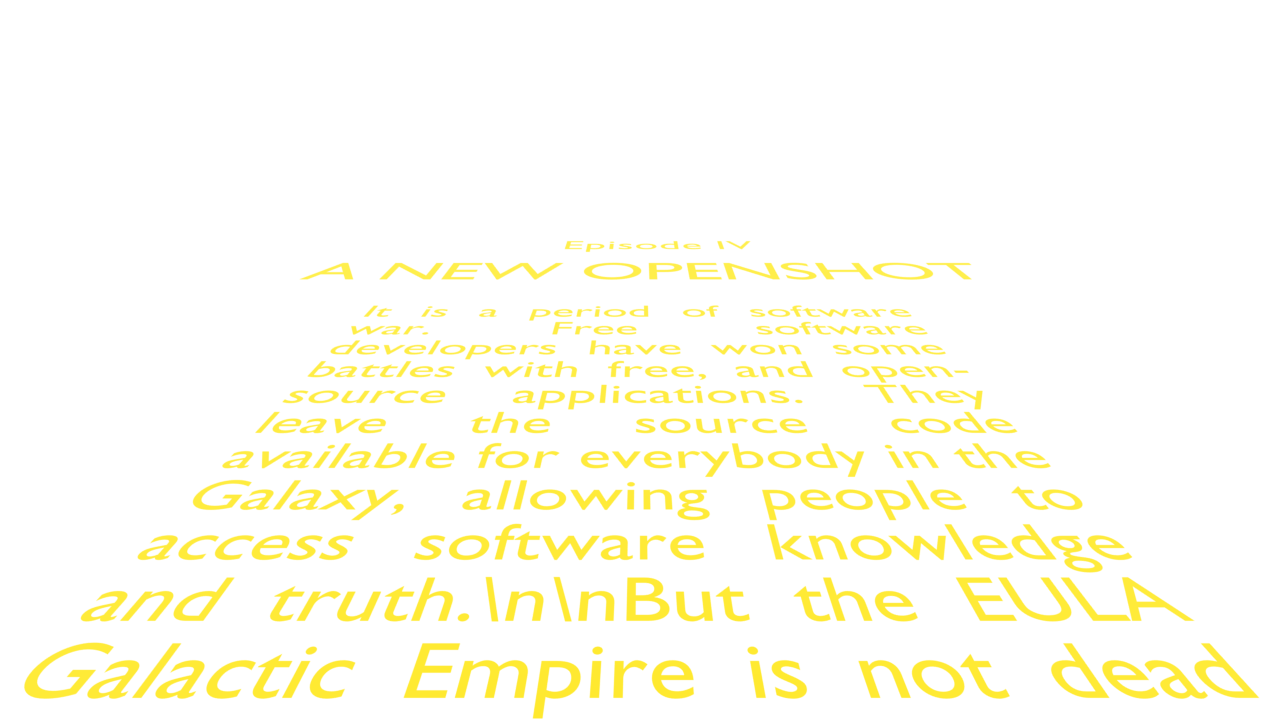 Episode IV
A NEW OPENSHOT
It is a period of software
war. Free software
developers have won some
battles with free, and open-
source applications. They
leave the source code
available for everybody in the
Galaxy, allowing people to
access software knowledge
and truth.\n\nBut the EULA
Galactic Empire is not dead